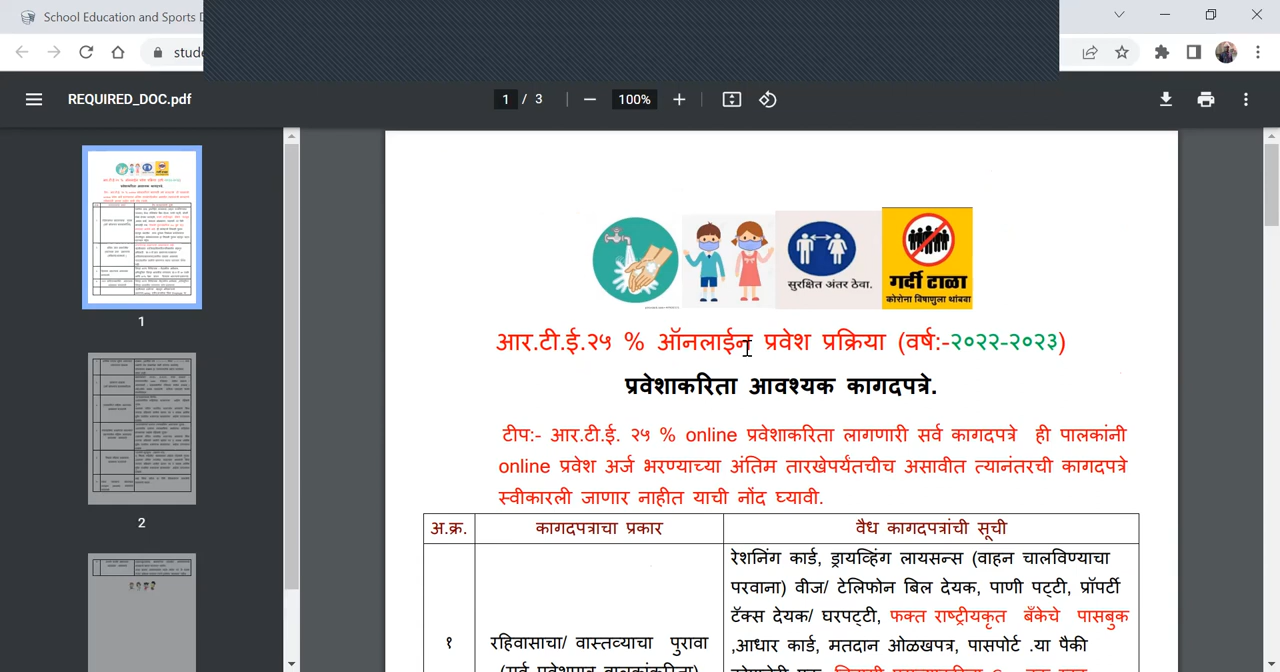 School Education and Sports D
stude
REQUIRED_DOC.pdf
1 / 3
100%
सुरक्षित अंतर ठेवा.
गर्दी टाळा
कोरोना विषाणुला थांबवा
आर.टी.ई.२५ % ऑनलाईन प्रवेश प्रक्रिया (वर्ष:-२०२२-२०२३)
प्रवेशाकरिता आवश्यक कागदपत्रे.
टीप:- आर.टी.ई. २५ % online प्रवेशाकरिता लागणारी सर्व कागदपत्रे ही पालकांनी
online प्रवेश अर्ज भरण्याच्या अंतिम तारखेपर्यंतचीच असावीत त्यानंतरची कागदपत्रे
स्वीकारली जाणार नाहीत याची नोंद घ्यावी.
अ.क्र. कागदपत्राचा प्रकार वैध कागदपत्रांची सूची
रेशनिंग कार्ड, ड्रायव्हिंग लायसन्स (वाहन चालविण्याचा
परवाना) वीज/ टेलिफोन बिल देयक, पाणी पट्टी, प्रॉपर्टी
टॅक्स देयक/ घरपट्टी, फक्त राष्ट्रीयकृत बँकेचे पासबुक
१ रहिवासाचा/ वास्तव्याचा पुरावा ,आधार कार्ड, मतदान ओळखपत्र, पासपोर्ट .या पैकी
1
2